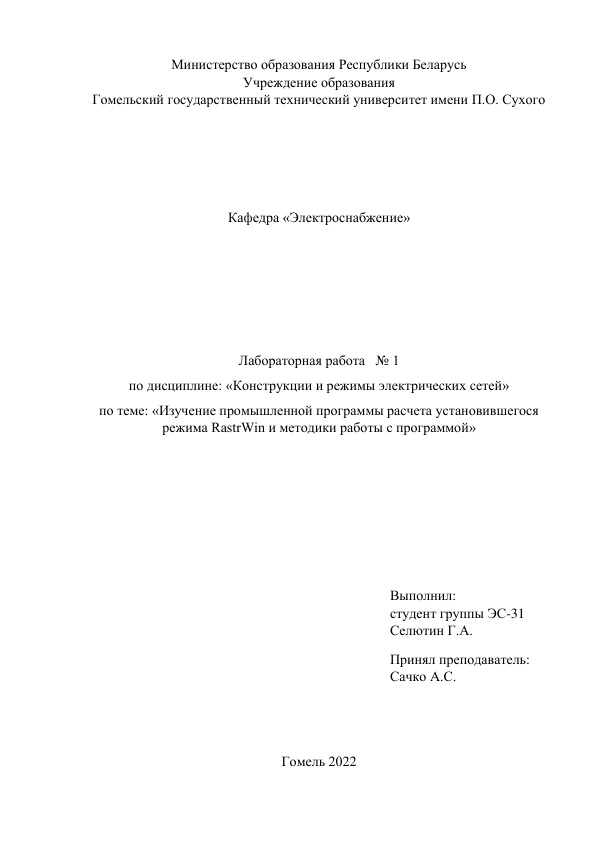 Министерство образования Республики Беларусь
Учреждение образования
Гомельский государственный технический университет имени П.О. Сухого
Кафедра «Электроснабжение»
Лабораторная работа № 1
по дисциплине: «Конструкции и режимы электрических сетей»
по теме: «Изучение промышленной программы расчета установившегося
режима RastrWin и методики работы с программой»
Выполнил:
студент группы ЭС-31
Селютин Г.А.
Принял преподаватель:
Сачко А.С.
Гомель 2022